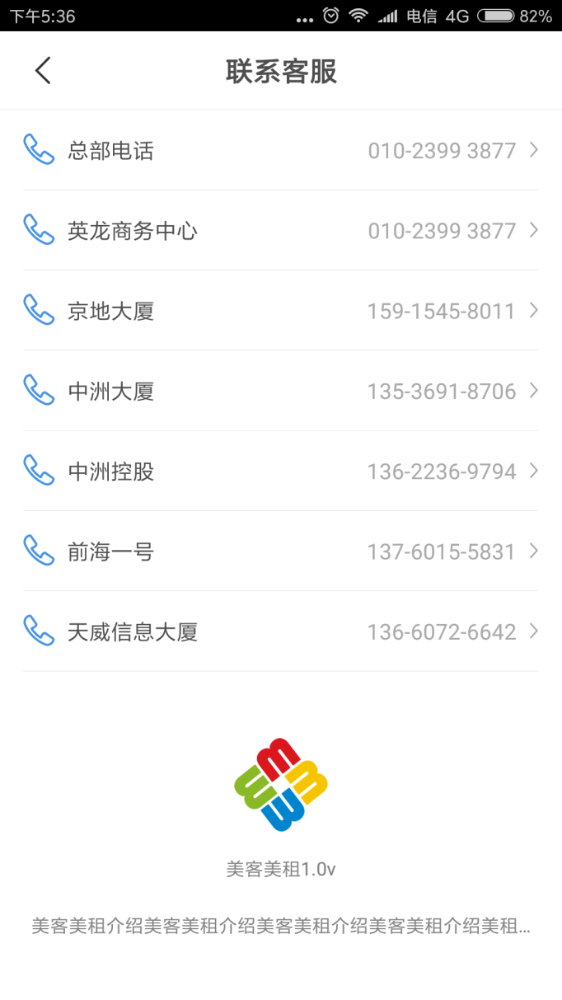 下午5:36 ... 电信 4G 82%
联系客服
总部电话 010-2399 3877
英龙商务中心 010-2399 3877
京地大厦 159-1545-8011
中洲大厦 135-3691-8706
中洲控股 136-2236-9794
前海一号 137-6015-5831
天威信息大厦 136-6072-6642
美客美租1.0v
美客美租介绍美客美租介绍美客美租介绍美客美租介绍美租...